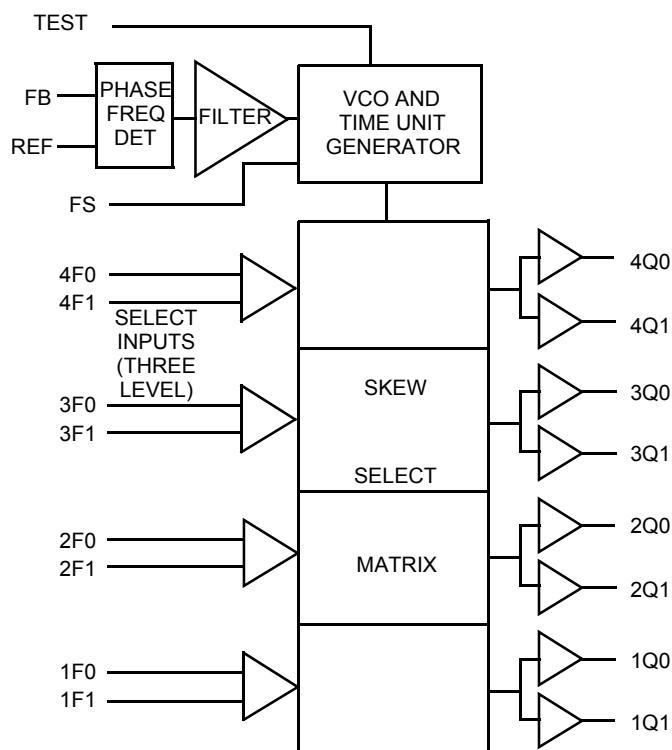 TEST
FB
REF
PHASE
FREQ
DET
FILTER
VCO AND
TIME UNIT
GENERATOR
FS
4F0
4F1
SELECT
INPUTS
(THREE
LEVEL)
3F0
3F1
2F0
2F1
1F0
1F1
SKEW
SELECT
MATRIX
4Q0
4Q1
3Q0
3Q1
2Q0
2Q1
1Q0
1Q1